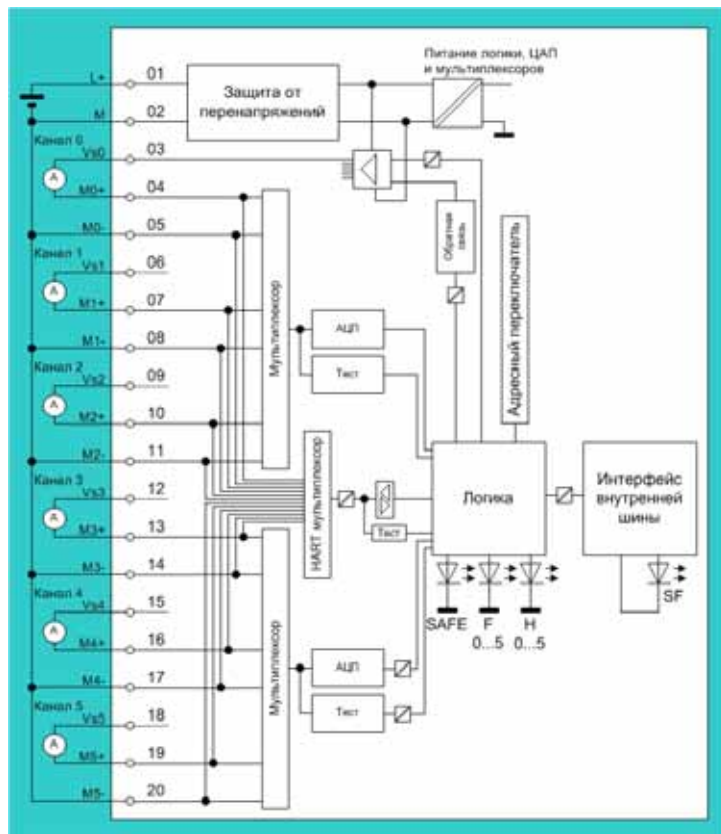 Питание логики, ЦАП
и мультиплексоров
L+ 01
Защита от
перенапряжений
M 02
Канал 0
Vs0 03
M0+ 04
M0- 05
Канал 1
Vs1 06
M1+ 07
M1- 08
Канал 2
Vs2 09
M2+ 10
M2- 11
Канал 3
Vs3 12
M3+ 13
M3- 14
Канал 4
Vs4 15
M4+ 16
M4- 17
Канал 5
Vs5 18
M5+ 19
M5- 20
A
A
A
A
A
A
Мультиплексор
Мультиплексор
HART мультиплексор
АЦП
Тест
Тест
АЦП
Тест
Обратная
связь
Адресный переключатель
Логика
Интерфейс
внутренней
шины
SAFE
F
0...5
H
0...5
SF